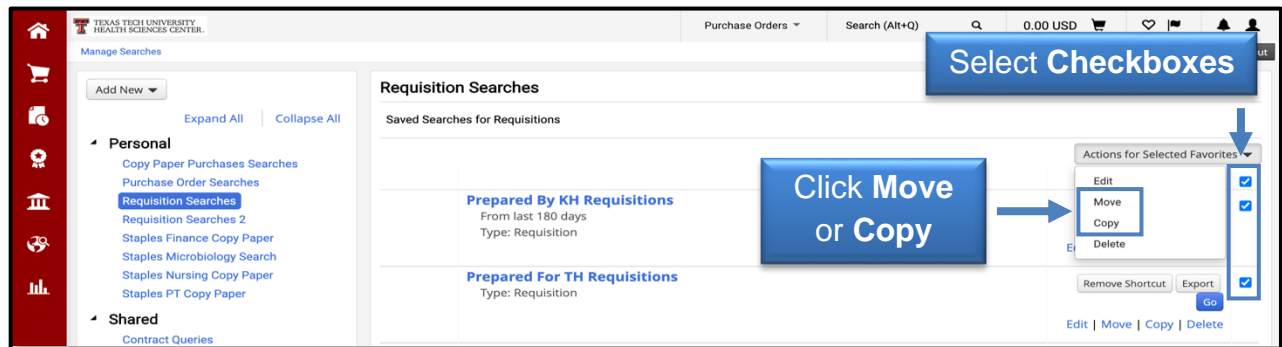 TEXAS TECH UNIVERSITY
HEALTH SCIENCES CENTER.
Purchase Orders
Search (Alt+Q)
0.00 USD
Manage Searches
ut
Select Checkboxes
Add New
Expand All | Collapse All
Personal
Copy Paper Purchases Searches
Purchase Order Searches
Requisition Searches
Requisition Searches 2
Staples Finance Copy Paper
Staples Microbiology Search
Staples Nursing Copy Paper
Staples PT Copy Paper
Shared
Contract Queries
Requisition Searches
Saved Searches for Requisitions
Actions for Selected Favorites
Edit
Move
Copy
Delete
Click Move
or Copy
Prepared By KH Requisitions
From last 180 days
Type: Requisition
E
Prepared For TH Requisitions
Type: Requisition
Remove Shortcut
Export
Go
Edit | Move | Copy | Delete